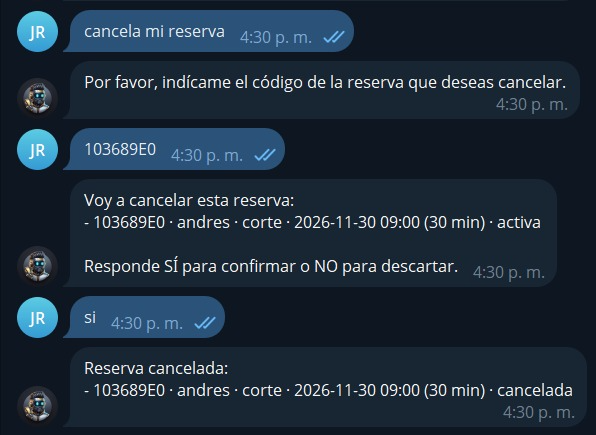 JR
cancela mi reserva 4:30 p. m.
Por favor, indícame el código de la reserva que deseas cancelar.
4:30 p. m.
JR
103689E0 4:30 p. m.
Voy a cancelar esta reserva:
- 103689E0 · andres · corte · 2026-11-30 09:00 (30 min) · activa
Responde SÍ para confirmar o NO para descartar. 4:30 p. m.
JR
si 4:30 p. m.
Reserva cancelada:
- 103689E0 · andres · corte · 2026-11-30 09:00 (30 min) · cancelada
4:30 p. m.